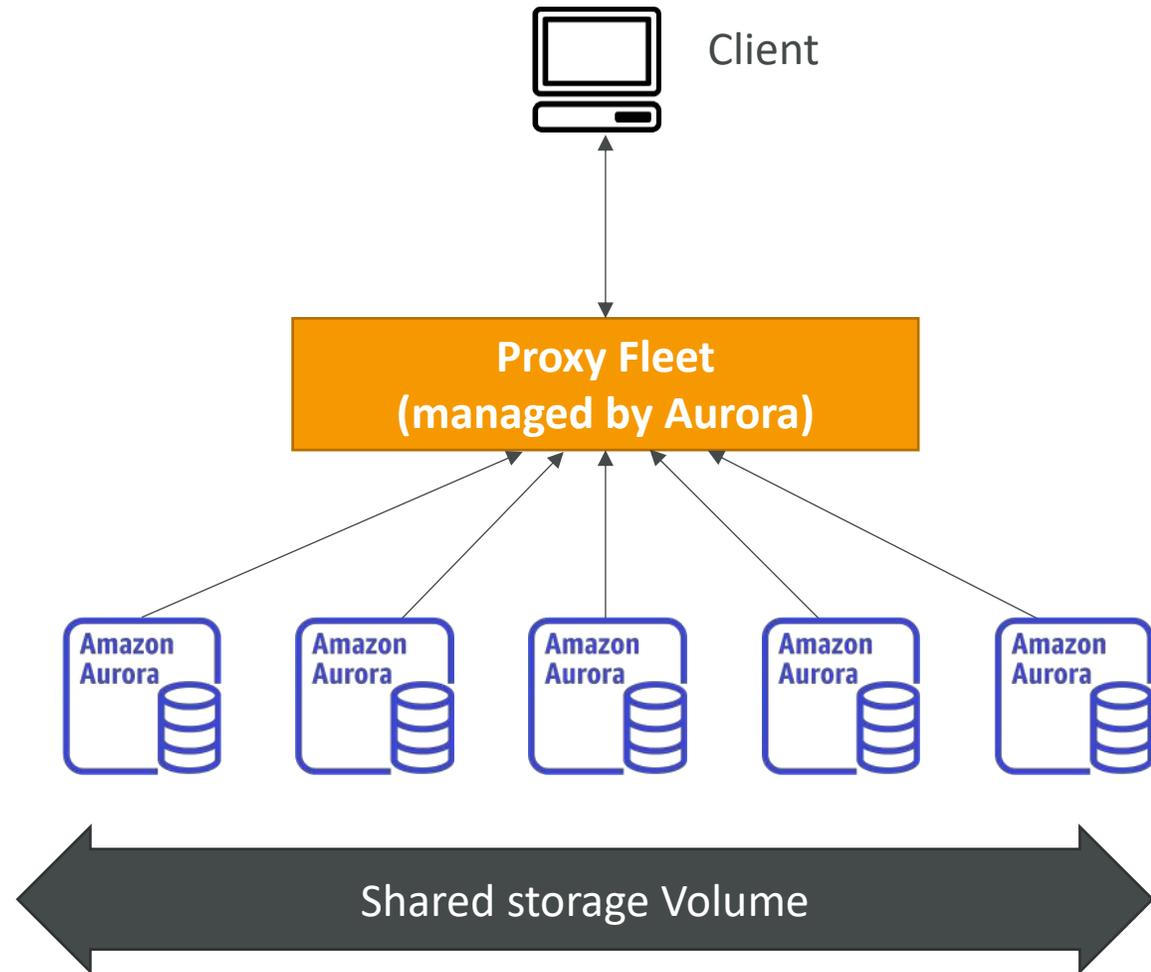 Client
Proxy Fleet
(managed by Aurora)
Amazon
Aurora
Amazon
Aurora
Amazon
Aurora
Amazon
Aurora
Amazon
Aurora
Shared storage Volume